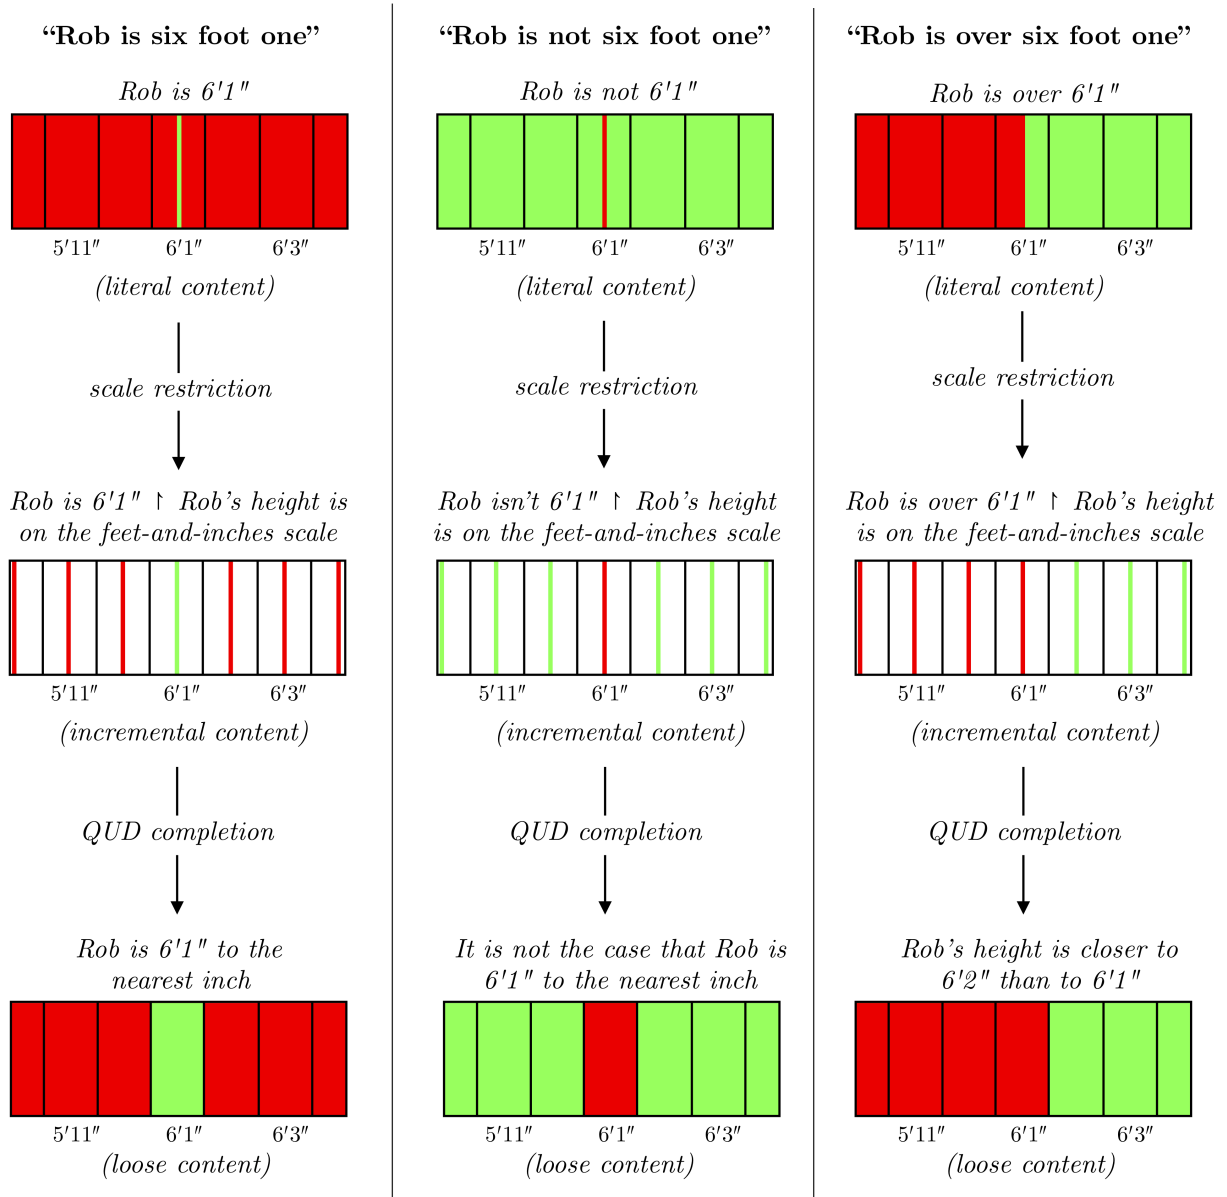 “Rob is six foot one”
Rob is 6′1″
5′11″ 6′1″ 6′3″
(literal content)
scale restriction
Rob is 6′1″ ↾ Rob’s height is
on the feet-and-inches scale
5′11″ 6′1″ 6′3″
(incremental content)
QUD completion
Rob is 6′1″ to the
nearest inch
5′11″ 6′1″ 6′3″
(loose content)
“Rob is not six foot one”
Rob is not 6′1″
5′11″ 6′1″ 6′3″
(literal content)
scale restriction
Rob isn’t 6′1″ ↾ Rob’s height
is on the feet-and-inches scale
5′11″ 6′1″ 6′3″
(incremental content)
QUD completion
It is not the case that Rob is
6′1″ to the nearest inch
5′11″ 6′1″ 6′3″
(loose content)
“Rob is over six foot one”
Rob is over 6′1″
5′11″ 6′1″ 6′3″
(literal content)
scale restriction
Rob is over 6′1″ ↾ Rob’s height
is on the feet-and-inches scale
5′11″ 6′1″ 6′3″
(incremental content)
QUD completion
Rob’s height is closer to
6′2″ than to 6′1″
5′11″ 6′1″ 6′3″
(loose content)